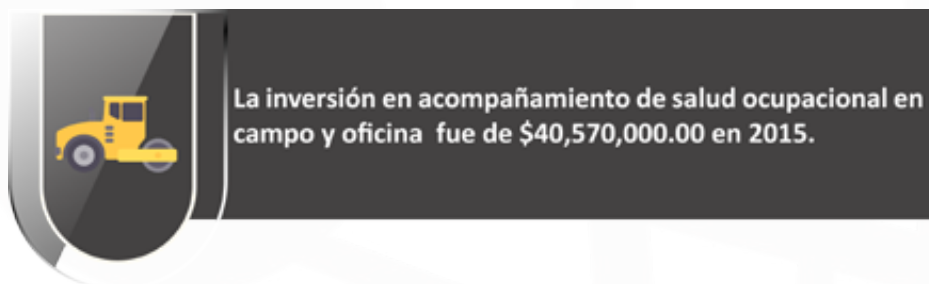 La inversión en acompañamiento de salud ocupacional en
campo y oficina fue de $40,570,000.00 en 2015.